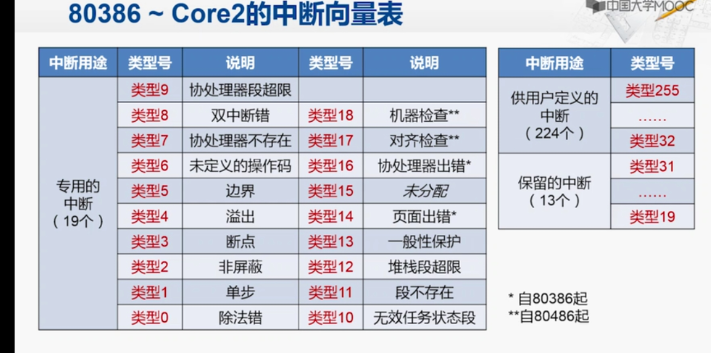 80386 ~ Core2的中断向量表
中国大学MOOC
中断用途 类型号 说明 类型号 说明
专用的
中断
（19个）
类型9 协处理器段超限
类型8 双中断错 类型18 机器检查**
类型7 协处理器不存在 类型17 对齐检查**
类型6 未定义的操作码 类型16 协处理器出错*
类型5 边界 类型15 未分配
类型4 溢出 类型14 页面出错*
类型3 断点 类型13 一般性保护
类型2 非屏蔽 类型12 堆栈段超限
类型1 单步 类型11 段不存在
类型0 除法错 类型10 无效任务状态段
中断用途 类型号
供用户定义的
中断
（224个）
类型255
......
类型32
保留的中断
（13个）
类型31
......
类型19
* 自80386起
**自80486起